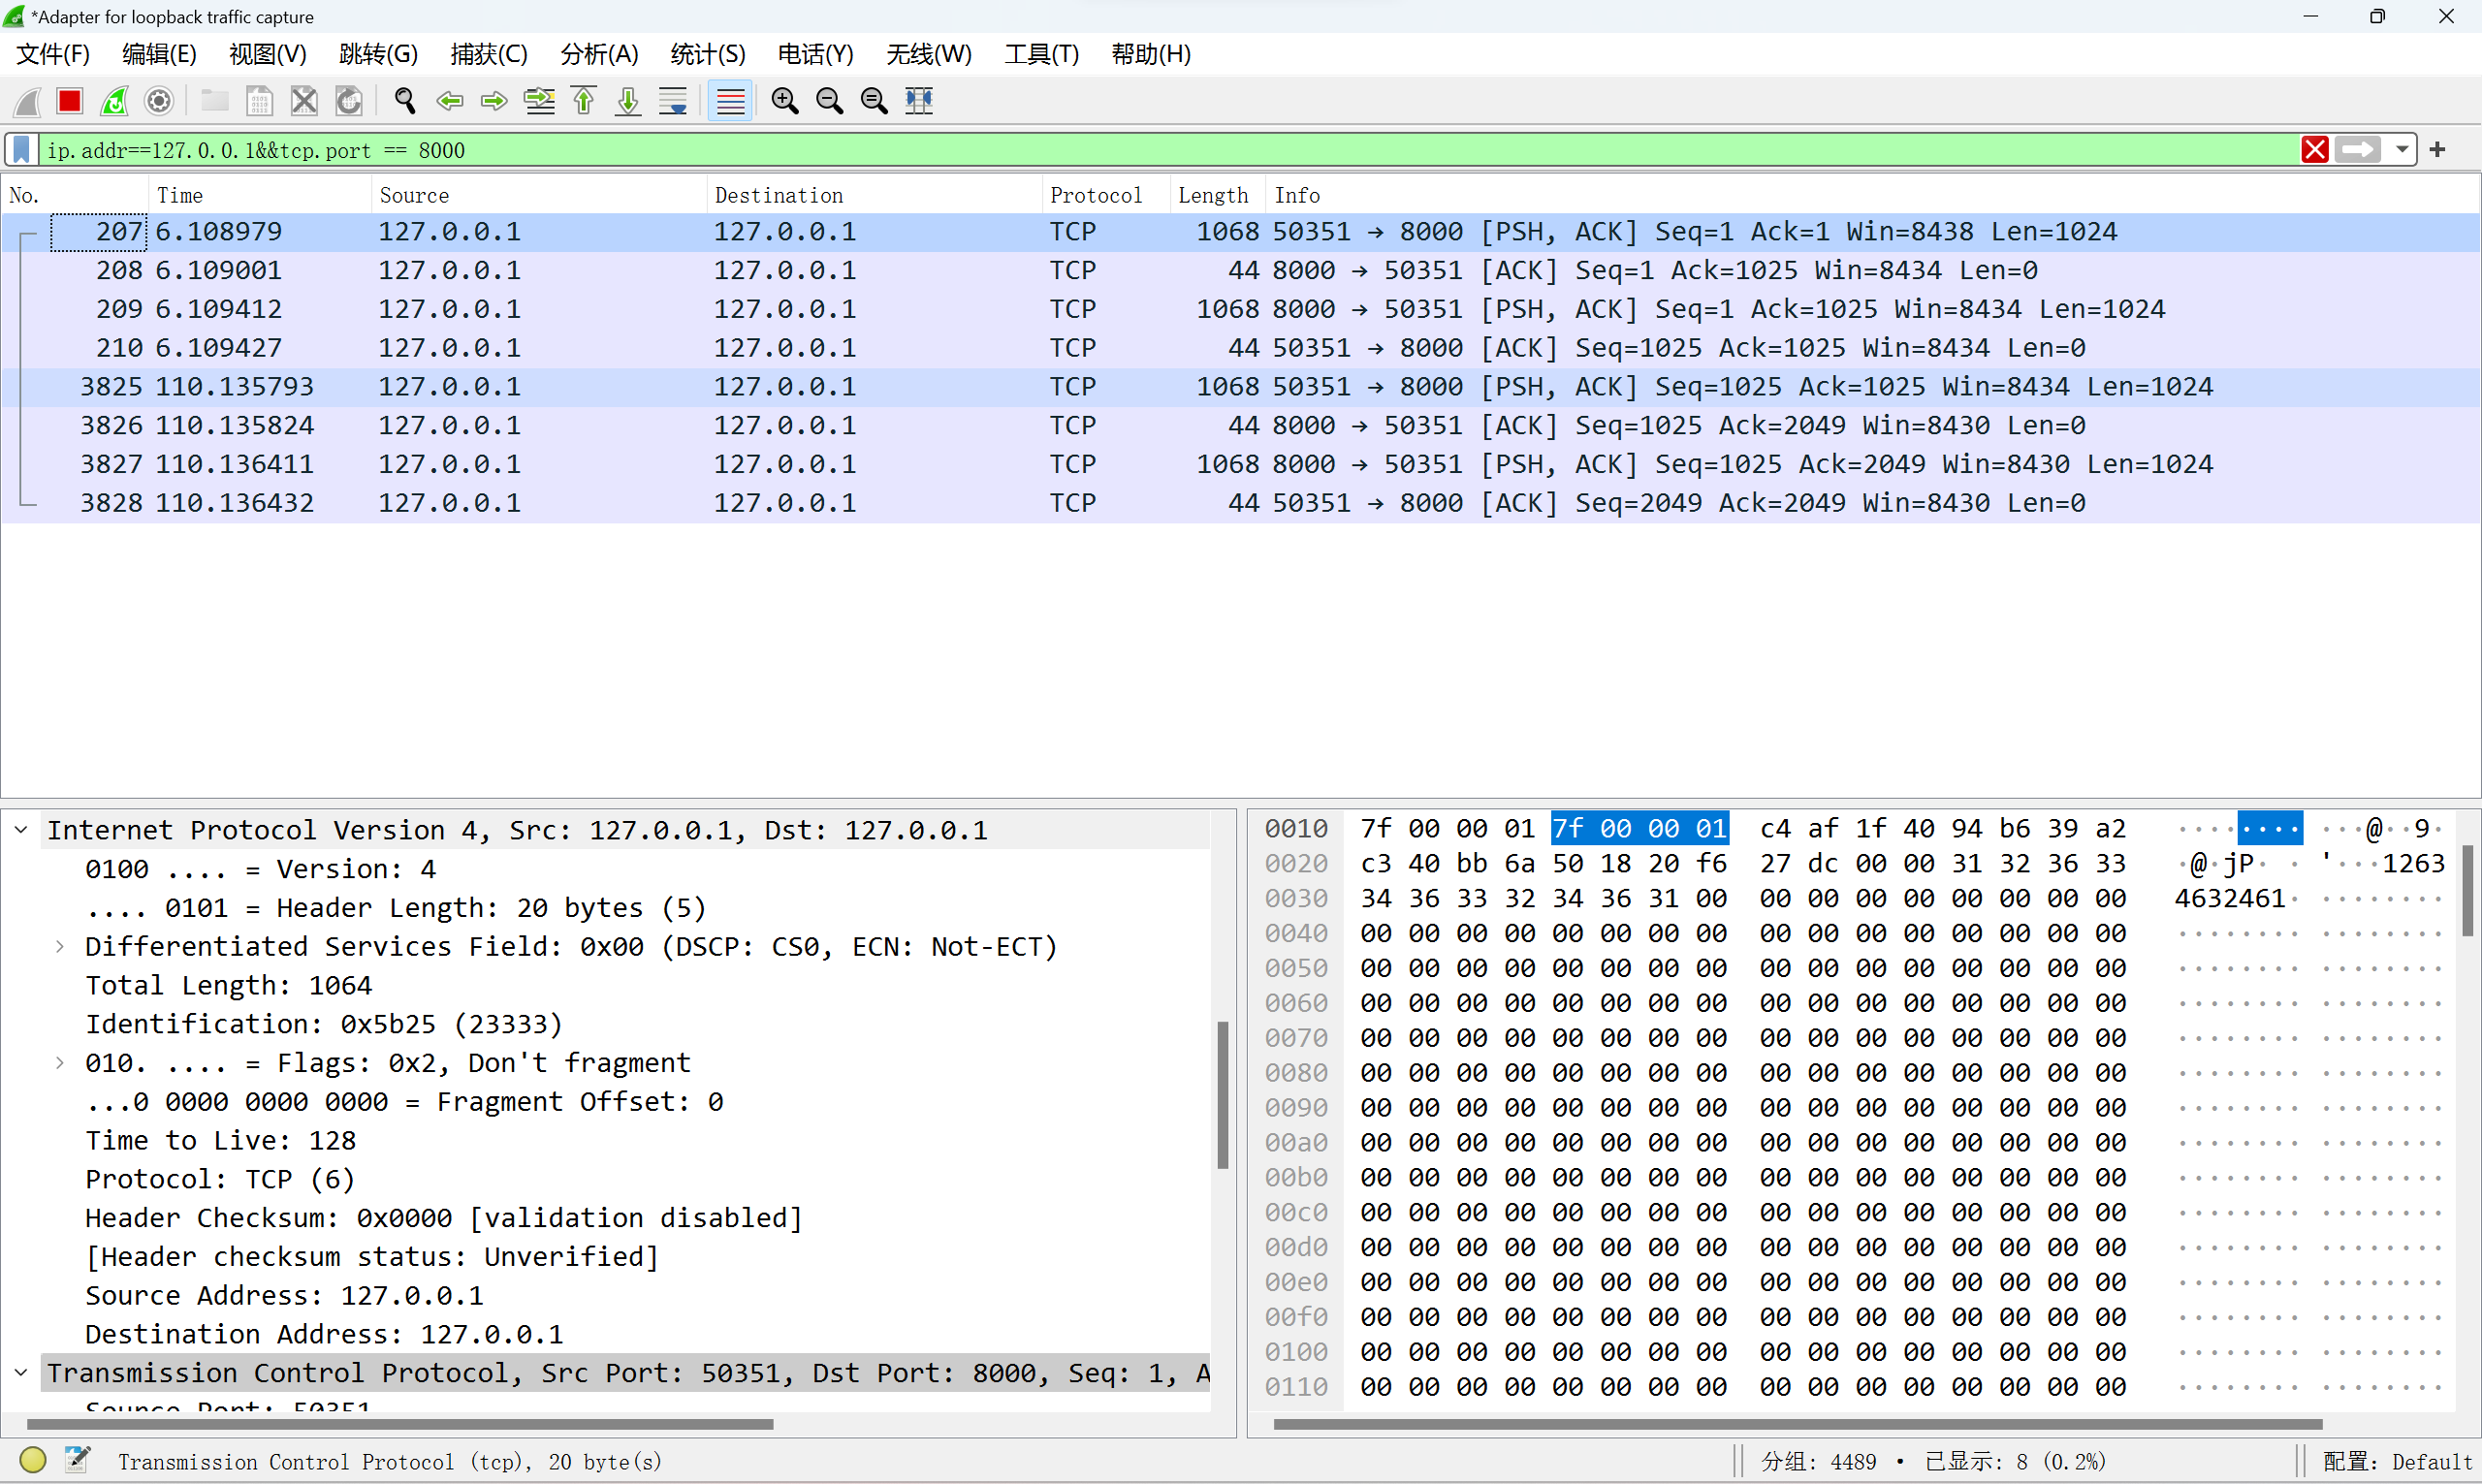 *Adapter for loopback traffic capture
文件(F) 编辑(E) 视图(V) 跳转(G) 捕获(C) 分析(A) 统计(S) 电话(Y) 无线(W) 工具(T) 帮助(H)
ip.addr==127.0.0.1&&tcp.port == 8000
No. Time Source Destination Protocol Length Info
207 6.108979 127.0.0.1 127.0.0.1 TCP 1068 50351 → 8000 [PSH, ACK] Seq=1 Ack=1 Win=8438 Len=1024
208 6.109001 127.0.0.1 127.0.0.1 TCP 44 8000 → 50351 [ACK] Seq=1 Ack=1025 Win=8434 Len=0
209 6.109412 127.0.0.1 127.0.0.1 TCP 1068 8000 → 50351 [PSH, ACK] Seq=1 Ack=1025 Win=8434 Len=1024
210 6.109427 127.0.0.1 127.0.0.1 TCP 44 50351 → 8000 [ACK] Seq=1025 Ack=1025 Win=8434 Len=0
3825 110.135793 127.0.0.1 127.0.0.1 TCP 1068 50351 → 8000 [PSH, ACK] Seq=1025 Ack=1025 Win=8434 Len=1024
3826 110.135824 127.0.0.1 127.0.0.1 TCP 44 8000 → 50351 [ACK] Seq=1025 Ack=2049 Win=8430 Len=0
3827 110.136411 127.0.0.1 127.0.0.1 TCP 1068 8000 → 50351 [PSH, ACK] Seq=1025 Ack=2049 Win=8430 Len=1024
3828 110.136432 127.0.0.1 127.0.0.1 TCP 44 50351 → 8000 [ACK] Seq=2049 Ack=2049 Win=8430 Len=0
Internet Protocol Version 4, Src: 127.0.0.1, Dst: 127.0.0.1
0100 .... = Version: 4
.... 0101 = Header Length: 20 bytes (5)
Differentiated Services Field: 0x00 (DSCP: CS0, ECN: Not-ECT)
Total Length: 1064
Identification: 0x5b25 (23333)
010. .... = Flags: 0x2, Don't fragment
...0 0000 0000 0000 = Fragment Offset: 0
Time to Live: 128
Protocol: TCP (6)
Header Checksum: 0x0000 [validation disabled]
[Header checksum status: Unverified]
Source Address: 127.0.0.1
Destination Address: 127.0.0.1
Transmission Control Protocol, Src Port: 50351, Dst Port: 8000, Seq: 1, A
Source Port: 50351
0010 7f 00 00 01 7f 00 00 01 c4 af 1f 40 94 b6 39 a2 ········ ···@··9·
0020 c3 40 bb 6a 50 18 20 f6 27 dc 00 00 31 32 36 33 ·@·jP· · '···1263
0030 34 36 33 32 34 36 31 00 00 00 00 00 00 00 00 00 4632461· ········
0040 00 00 00 00 00 00 00 00 00 00 00 00 00 00 00 00 ········ ········
0050 00 00 00 00 00 00 00 00 00 00 00 00 00 00 00 00 ········ ········
0060 00 00 00 00 00 00 00 00 00 00 00 00 00 00 00 00 ········ ········
0070 00 00 00 00 00 00 00 00 00 00 00 00 00 00 00 00 ········ ········
0080 00 00 00 00 00 00 00 00 00 00 00 00 00 00 00 00 ········ ········
0090 00 00 00 00 00 00 00 00 00 00 00 00 00 00 00 00 ········ ········
00a0 00 00 00 00 00 00 00 00 00 00 00 00 00 00 00 00 ········ ········
00b0 00 00 00 00 00 00 00 00 00 00 00 00 00 00 00 00 ········ ········
00c0 00 00 00 00 00 00 00 00 00 00 00 00 00 00 00 00 ········ ········
00d0 00 00 00 00 00 00 00 00 00 00 00 00 00 00 00 00 ········ ········
00e0 00 00 00 00 00 00 00 00 00 00 00 00 00 00 00 00 ········ ········
00f0 00 00 00 00 00 00 00 00 00 00 00 00 00 00 00 00 ········ ········
0100 00 00 00 00 00 00 00 00 00 00 00 00 00 00 00 00 ········ ········
0110 00 00 00 00 00 00 00 00 00 00 00 00 00 00 00 00 ········ ········
Transmission Control Protocol (tcp), 20 byte(s)
分组: 4489 · 已显示: 8 (0.2%)
配置: Default